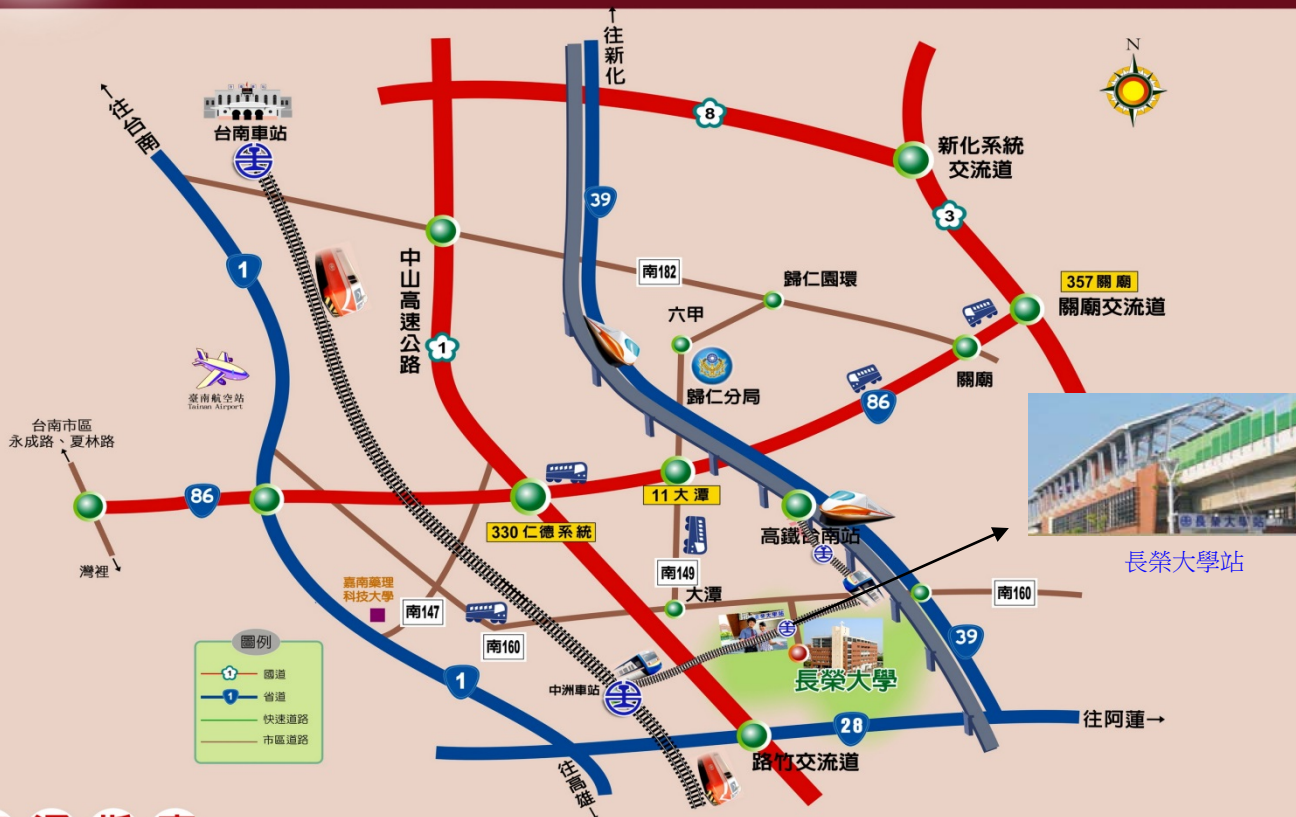 ↑往新化
N
←往台南
台南車站
8
新化系統
交流道
39
3
1
中山高速公路
南182
歸仁園環
357 關廟
關廟交流道
六甲
1
歸仁分局
關廟
臺南航空站
Tainan Airport
86
台南市區
永成路、夏林路
86
11 大潭
330 仁德系統
高鐵台南站
長榮大學站
長榮大學站
灣裡
嘉南藥理
科技大學
南147
南149
大潭
南160
南160
圖例
1 國道
1 省道
快速道路
市區道路
39
長榮大學
1
中洲車站
28
往阿蓮→
路竹交流道
往高雄→